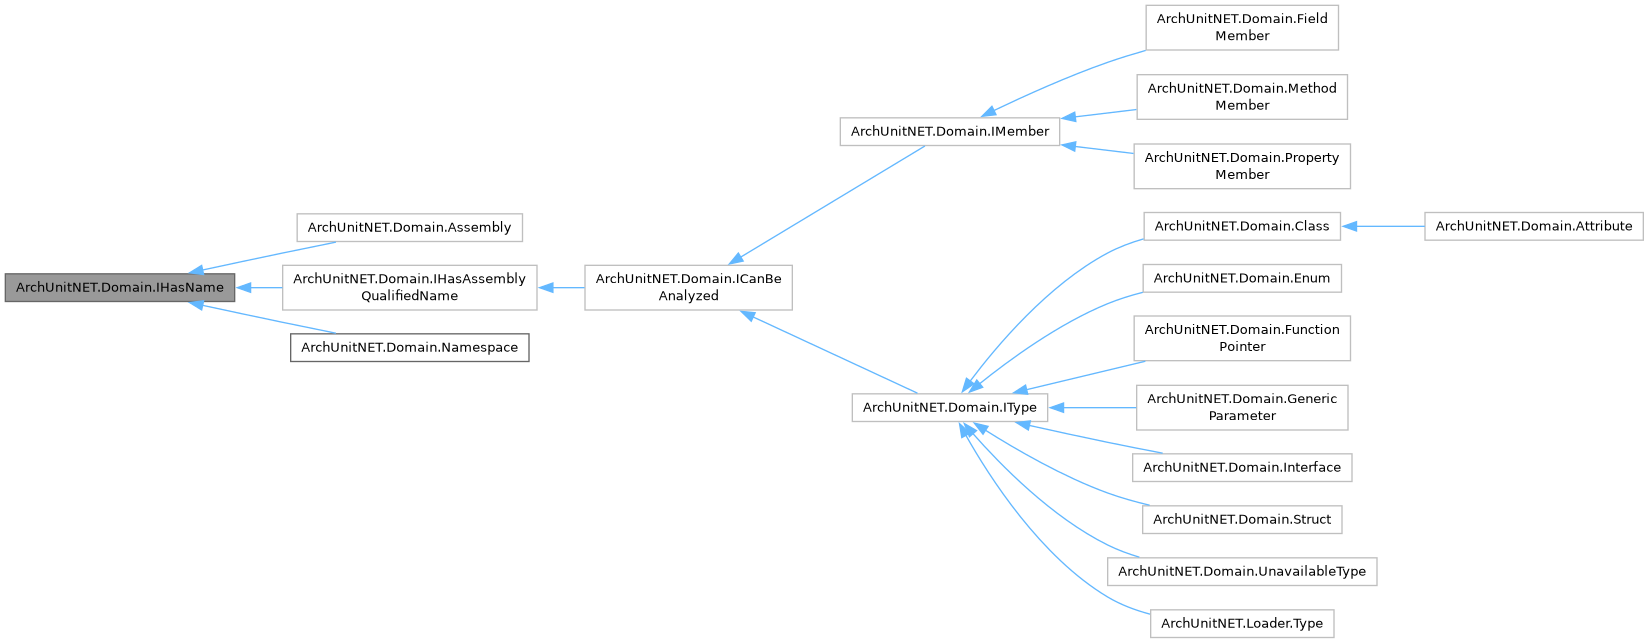 ArchUnitNET.Domain.IHasName
ArchUnitNET.Domain.Assembly
ArchUnitNET.Domain.IHasAssembly
QualifiedName
ArchUnitNET.Domain.Namespace
ArchUnitNET.Domain.ICanBe
Analyzed
ArchUnitNET.Domain.IMember
ArchUnitNET.Domain.Field
Member
ArchUnitNET.Domain.Method
Member
ArchUnitNET.Domain.Property
Member
ArchUnitNET.Domain.IType
ArchUnitNET.Domain.Class
ArchUnitNET.Domain.Attribute
ArchUnitNET.Domain.Enum
ArchUnitNET.Domain.Function
Pointer
ArchUnitNET.Domain.Generic
Parameter
ArchUnitNET.Domain.Interface
ArchUnitNET.Domain.Struct
ArchUnitNET.Domain.UnavailableType
ArchUnitNET.Loader.Type